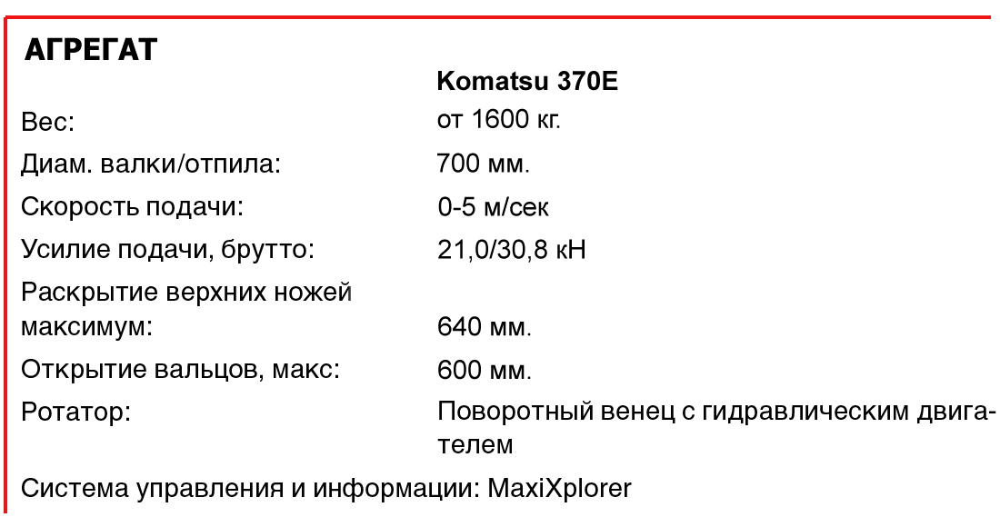 АГРЕГАТ
Komatsu 370E
Вес: от 1600 кг.
Диам. валки/отпила: 700 мм.
Скорость подачи: 0-5 м/сек
Усилие подачи, брутто: 21,0/30,8 кН
Раскрытие верхних ножей
максимум: 640 мм.
Открытие вальцов, макс: 600 мм.
Ротатор: Поворотный венец с гидравлическим двига-
телем
Система управления и информации: MaxiXplorer